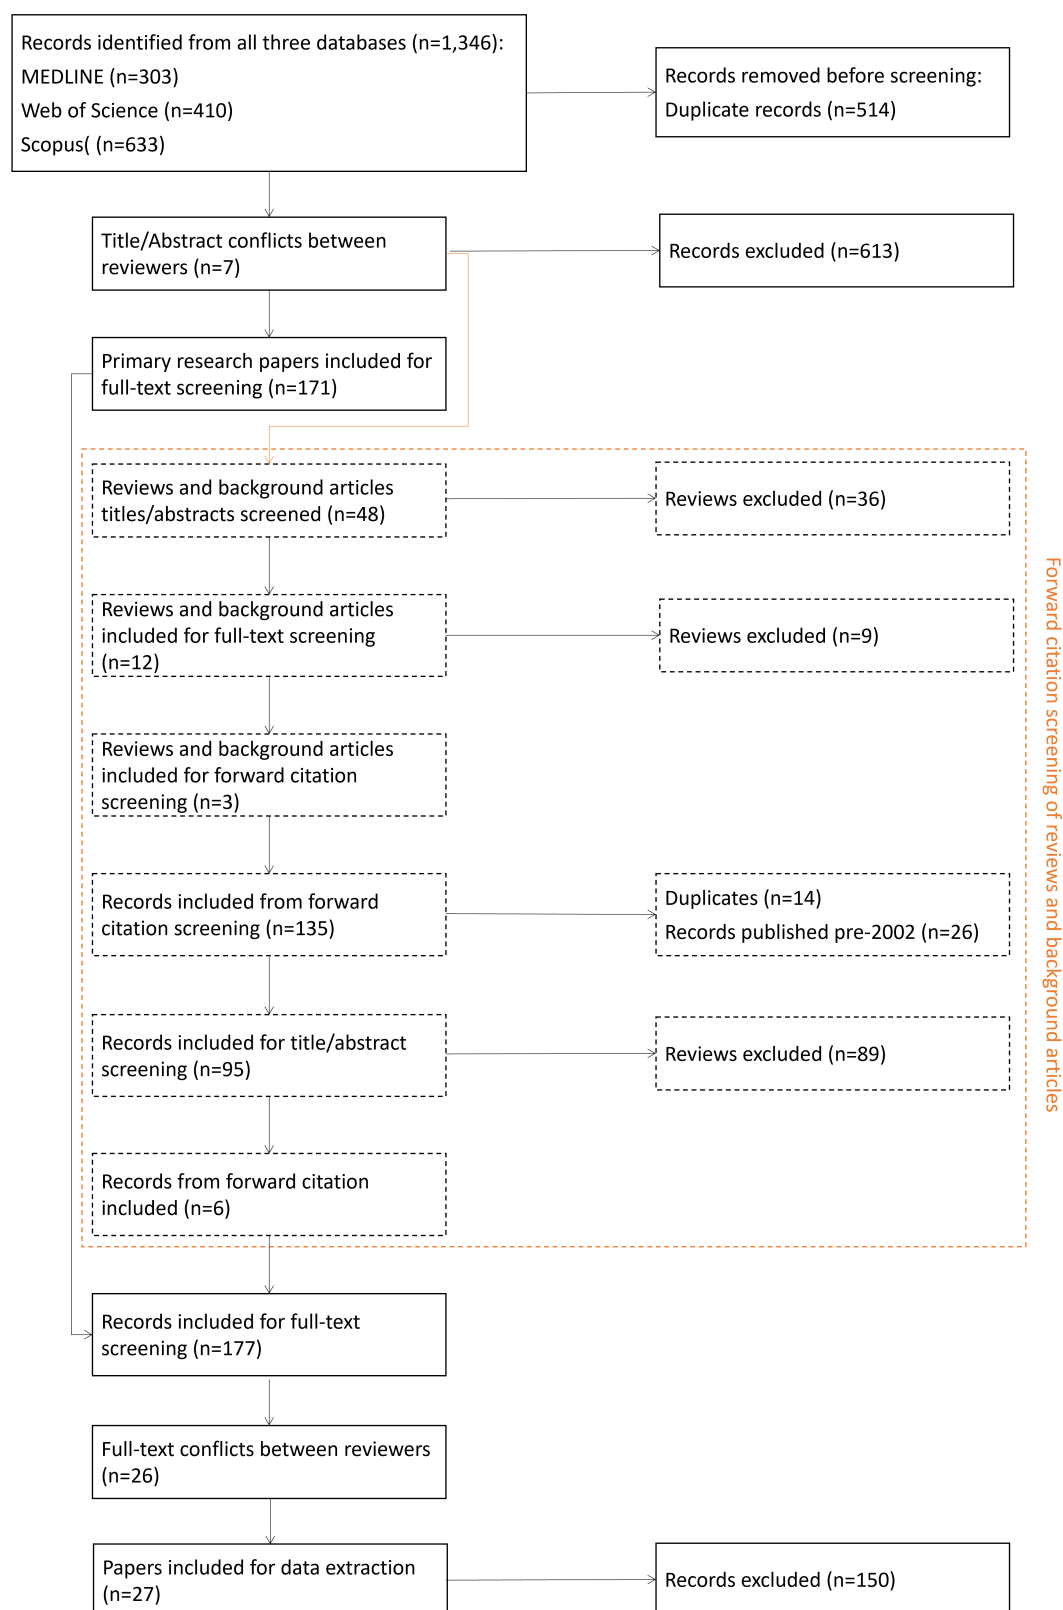 Records identified from all three databases (n=1,346):
MEDLINE (n=303)
Web of Science (n=410)
Scopus( (n=633)
Records removed before screening:
Duplicate records (n=514)
Title/Abstract conflicts between
reviewers (n=7)
Records excluded (n=613)
Primary research papers included for
full-text screening (n=171)
Reviews and background articles
titles/abstracts screened (n=48)
Reviews excluded (n=36)
Reviews and background articles
included for full-text screening
(n=12)
Reviews excluded (n=9)
Reviews and background articles
included for forward citation
screening (n=3)
Records included from forward
citation screening (n=135)
Duplicates (n=14)
Records published pre-2002 (n=26)
Records included for title/abstract
screening (n=95)
Reviews excluded (n=89)
Records from forward citation
included (n=6)
Forward citation screening of reviews and background articles
Records included for full-text
screening (n=177)
Full-text conflicts between reviewers
(n=26)
Papers included for data extraction
(n=27)
Records excluded (n=150)